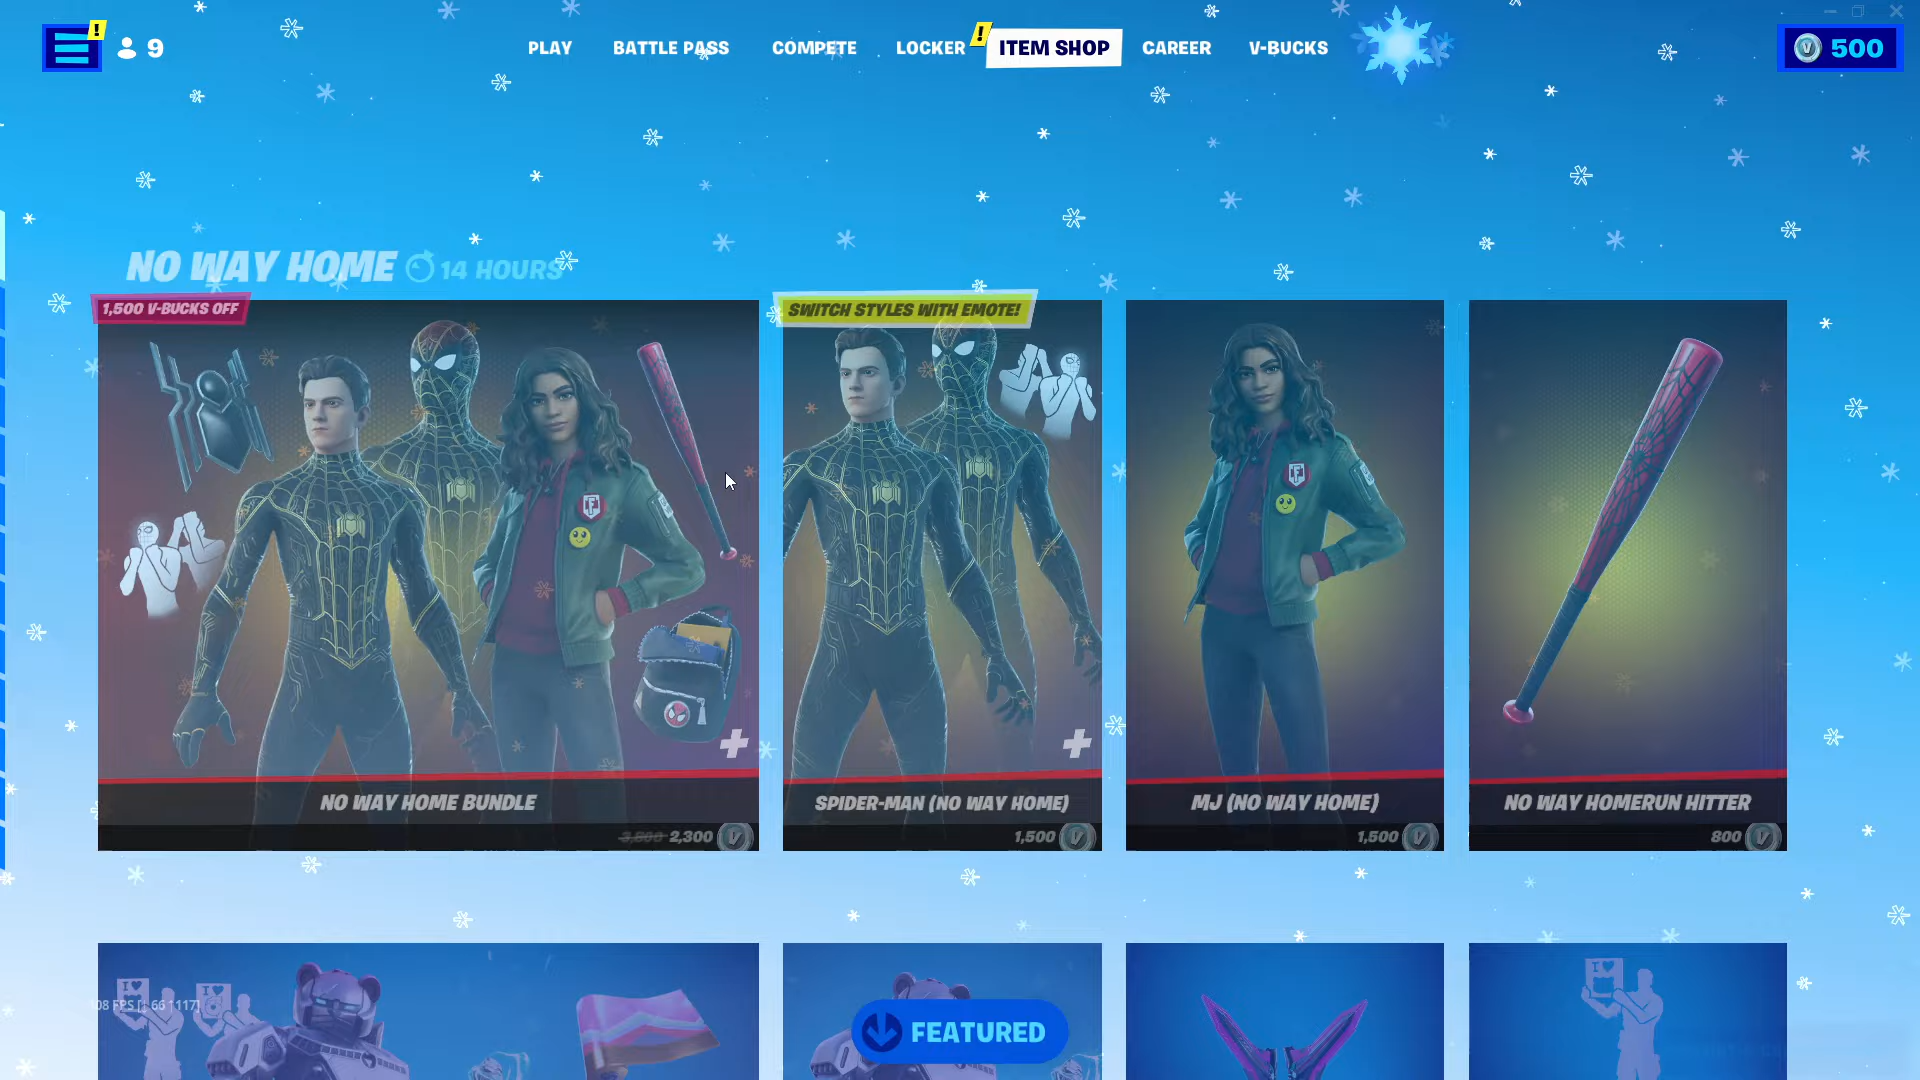 !
9
PLAY
BATTLE PASS
COMPETE
LOCKER
!
ITEM SHOP
CAREER
V-BUCKS
V 500
NO WAY HOME 14 HOURS
1,500 V-BUCKS OFF
SWITCH STYLES WITH EMOTE!
NO WAY HOME BUNDLE
3,800 2,300 V
SPIDER-MAN (NO WAY HOME)
1,500 V
MJ (NO WAY HOME)
1,500 V
NO WAY HOMERUN HITTER
800 V
FEATURED